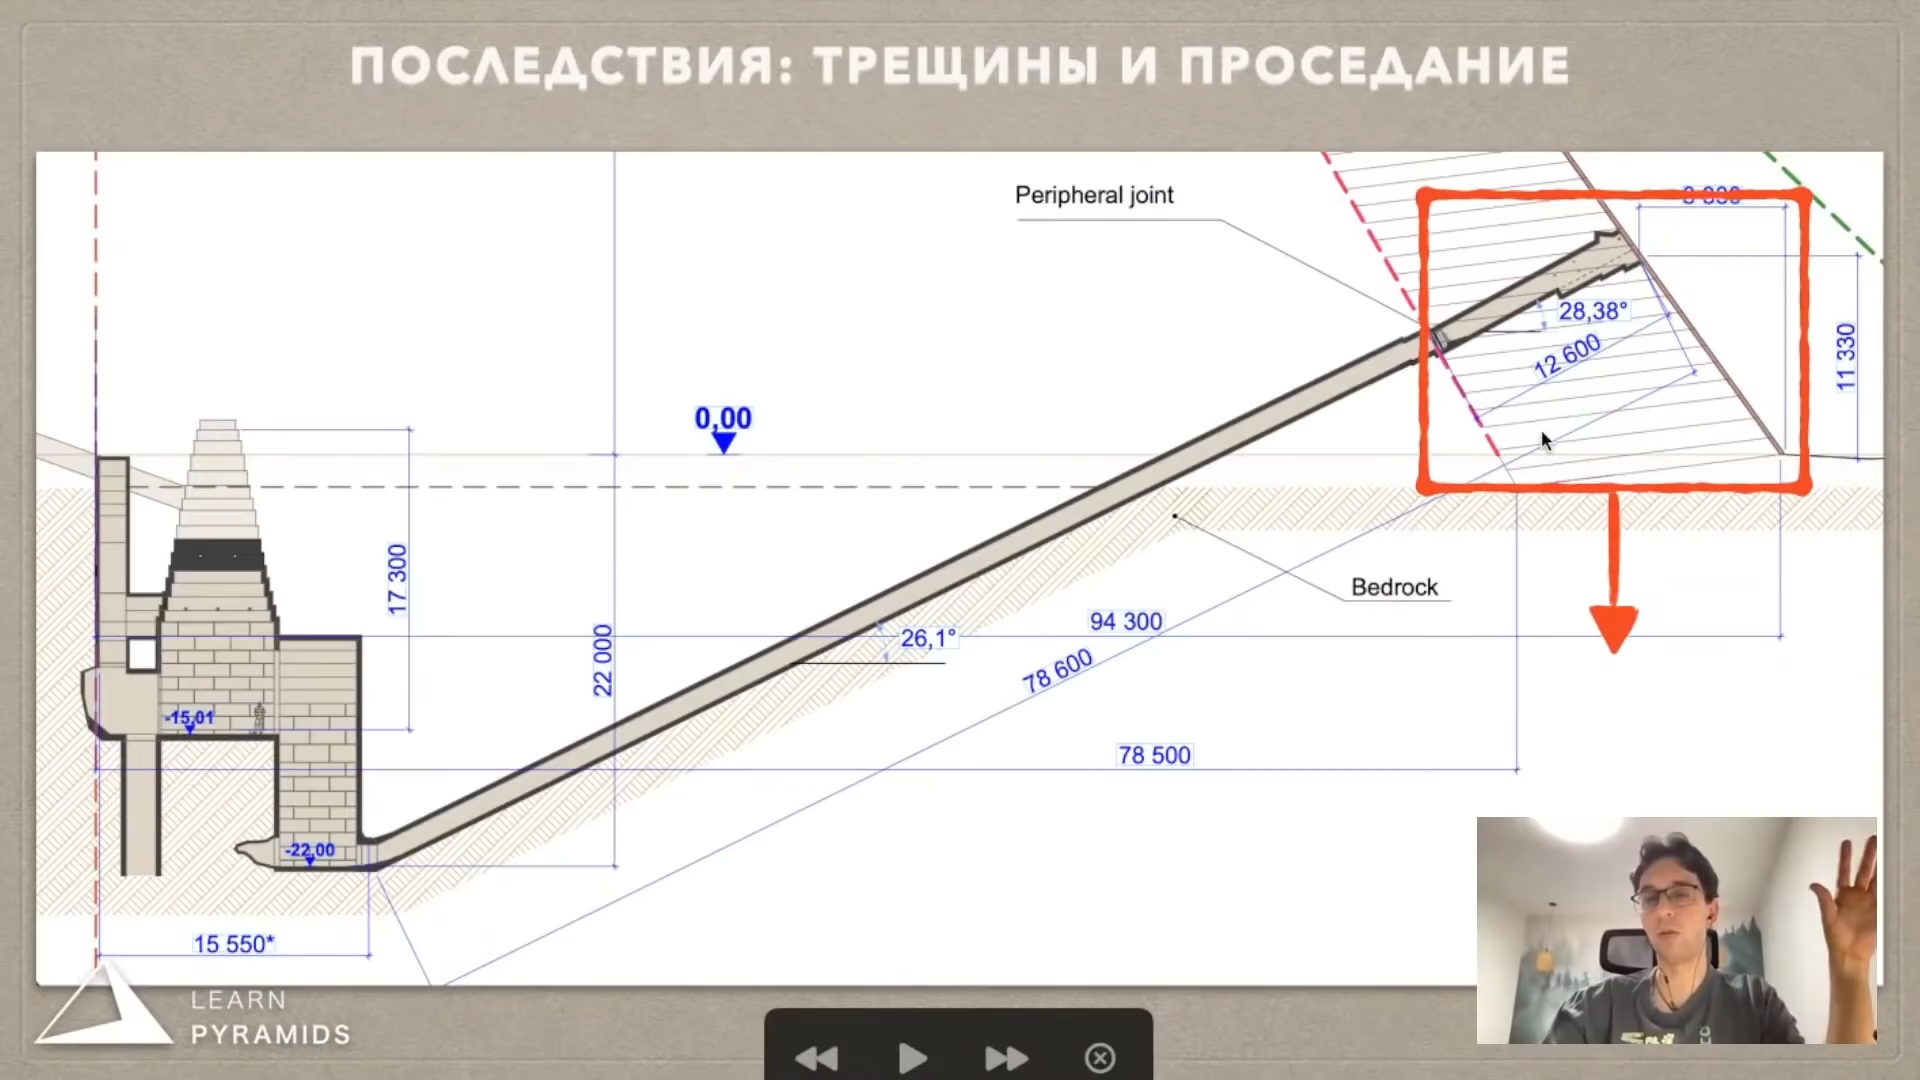 ПОСЛЕДСТВИЯ: ТРЕЩИНЫ И ПРОСЕДАНИЕ
Peripheral joint
28,38°
12 600
11 330
0,00
17 300
22 000
26,1°
94 300
78 600
78 500
Bedrock
-15,01
-22,00
15 550*
LEARN
PYRAMIDS